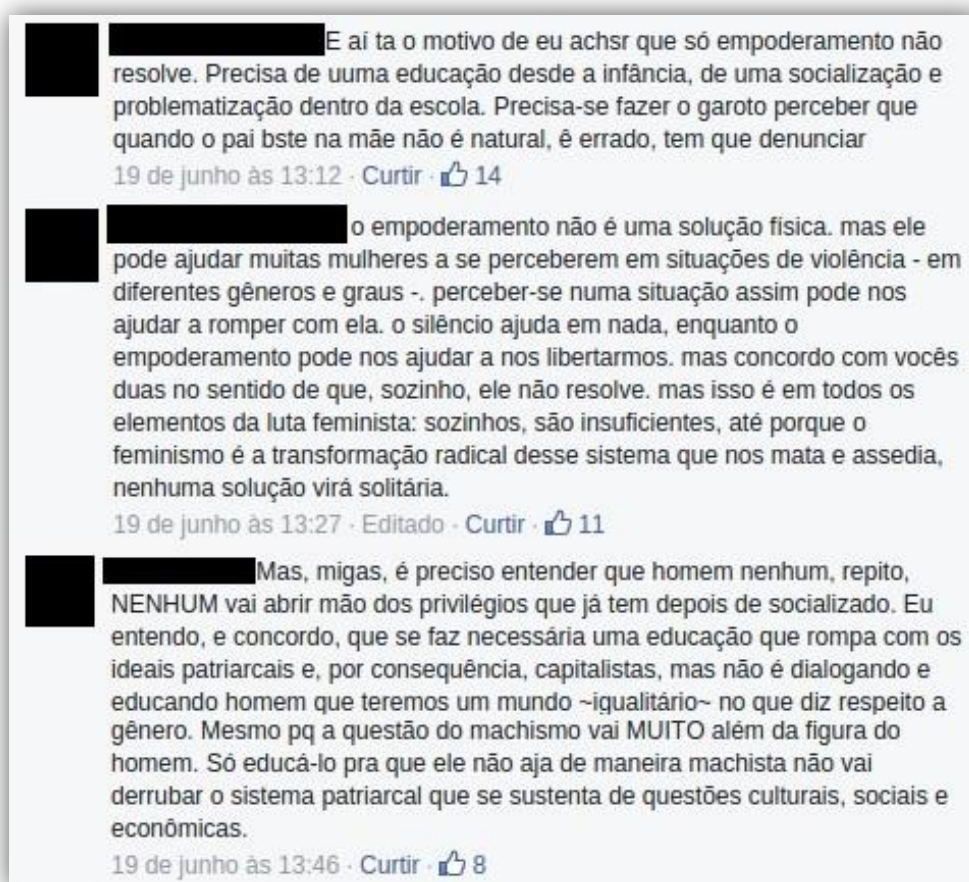 E aí ta o motivo de eu achsr que só empoderamento não
resolve. Precisa de uuma educação desde a infância, de uma socialização e
problematização dentro da escola. Precisa-se fazer o garoto perceber que
quando o pai bste na mãe não é natural, ê errado, tem que denunciar
19 de junho às 13:12 · Curtir · 14
o empoderamento não é uma solução física. mas ele
pode ajudar muitas mulheres a se perceberem em situações de violência - em
diferentes gêneros e graus -. perceber-se numa situação assim pode nos
ajudar a romper com ela. o silêncio ajuda em nada, enquanto o
empoderamento pode nos ajudar a nos libertarmos. mas concordo com vocês
duas no sentido de que, sozinho, ele não resolve. mas isso é em todos os
elementos da luta feminista: sozinhos, são insuficientes, até porque o
feminismo é a transformação radical desse sistema que nos mata e assedia,
nenhuma solução virá solitária.
19 de junho às 13:27 · Editado · Curtir · 11
Mas, migas, é preciso entender que homem nenhum, repito,
NENHUM vai abrir mão dos privilégios que já tem depois de socializado. Eu
entendo, e concordo, que se faz necessária uma educação que rompa com os
ideais patriarcais e, por consequência, capitalistas, mas não é dialogando e
educando homem que teremos um mundo ~igualitário~ no que diz respeito a
gênero. Mesmo pq a questão do machismo vai MUITO além da figura do
homem. Só educá-lo pra que ele não aja de maneira machista não vai
derrubar o sistema patriarcal que se sustenta de questões culturais, sociais e
econômicas.
19 de junho às 13:46 · Curtir · 8